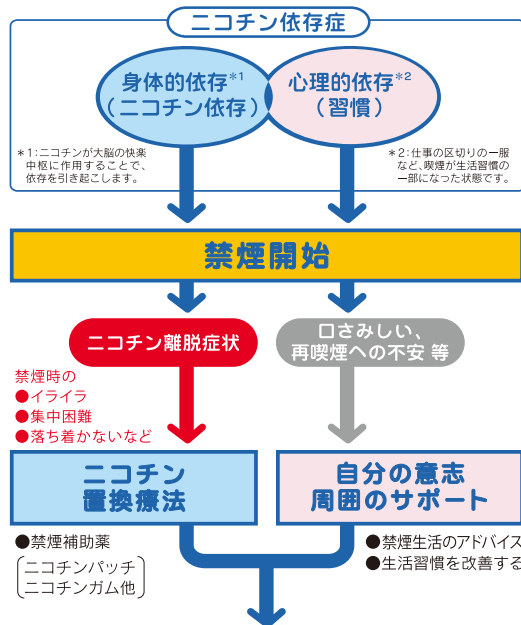 ニコチン依存症
身体的依存*1
（ニコチン依存）
心理的依存*2
（習慣）
*1：ニコチンが大脳の快楽
中枢に作用することで、
依存を引き起こします。
*2：仕事の区切りの一服
など、喫煙が生活習慣の
一部になった状態です。
禁煙開始
ニコチン離脱症状
口さみしい、
再喫煙への不安 等
禁煙時の
●イライラ
●集中困難
●落ち着かないなど
ニコチン
置換療法
自分の意志
周囲のサポート
●禁煙補助薬
ニコチンパッチ
ニコチンガム他
●禁煙生活のアドバイス
●生活習慣を改善する